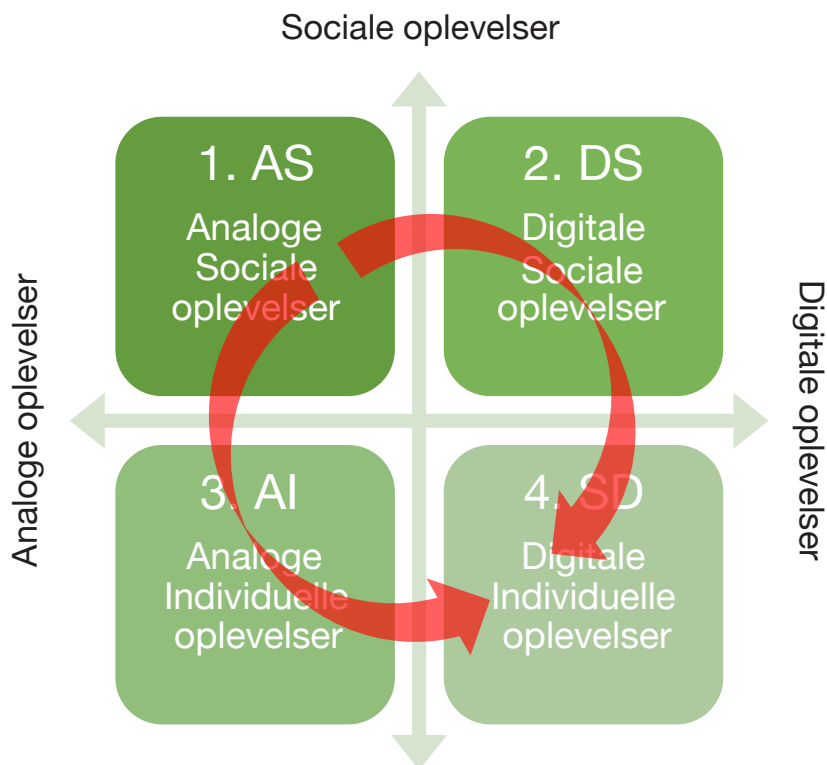 Sociale oplevelser
1. AS
Analoge
Sociale
oplevelser
2. DS
Digitale
Sociale
oplevelser
Analoge oplevelser
Digitale oplevelser
3. AI
Analoge
Individuelle
oplevelser
4. SD
Digitale
Individuelle
oplevelser